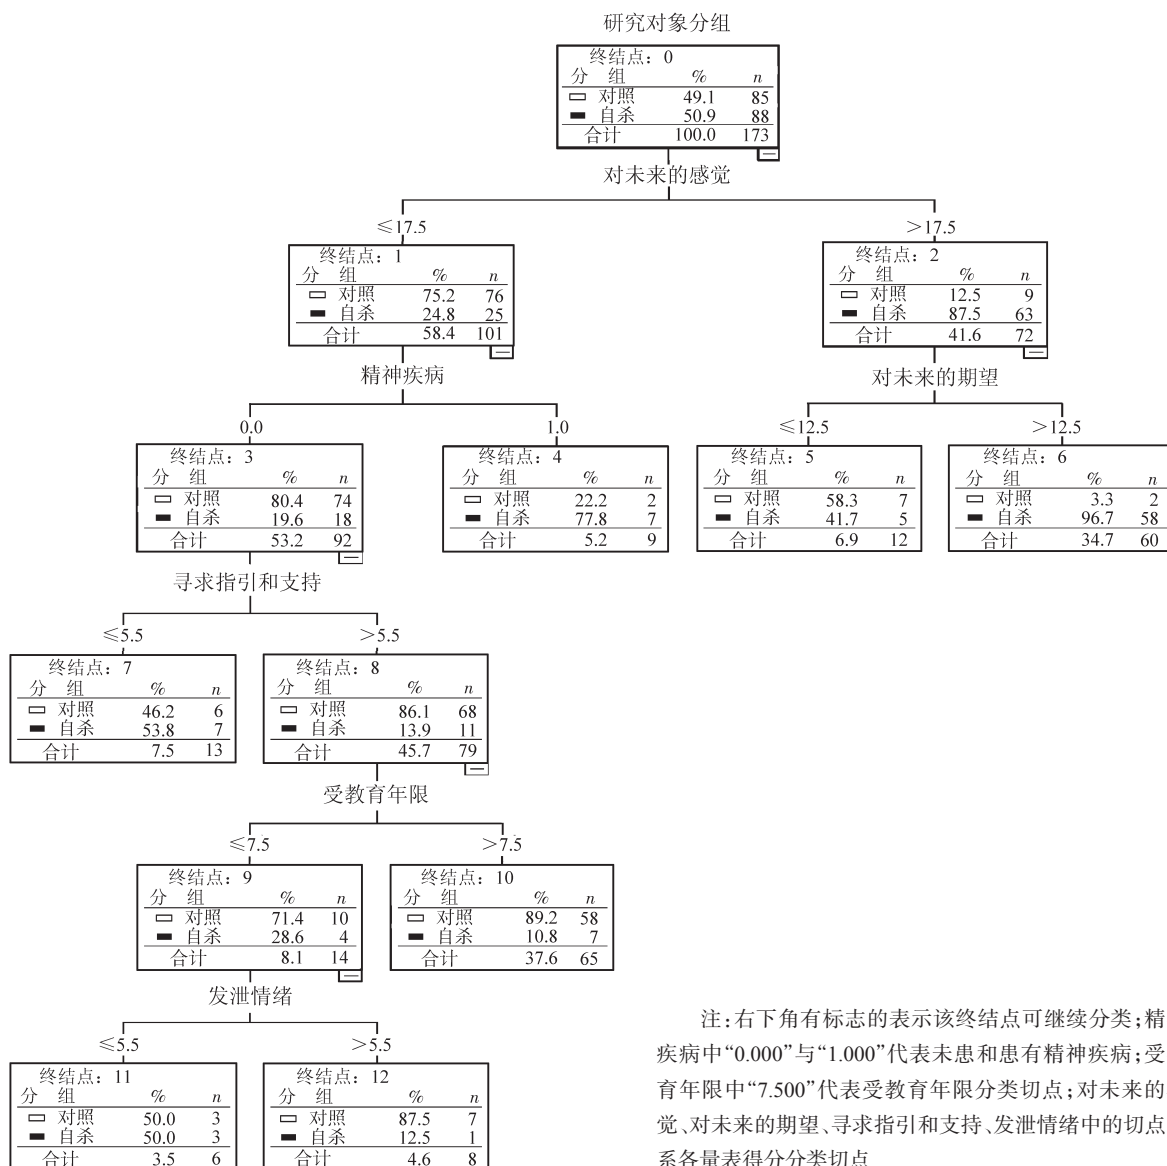 研究对象分组
终结点：0
分 组 % n
对照 49.1 85
自杀 50.9 88
合计 100.0 173
对未来的感觉
≤17.5 >17.5
终结点：1
分 组 % n
对照 75.2 76
自杀 24.8 25
合计 58.4 101
终结点：2
分 组 % n
对照 12.5 9
自杀 87.5 63
合计 41.6 72
精神疾病
对未来的期望
0.0 1.0
≤12.5 >12.5
终结点：3
分 组 % n
对照 80.4 74
自杀 19.6 18
合计 53.2 92
终结点：4
分 组 % n
对照 22.2 2
自杀 77.8 7
合计 5.2 9
终结点：5
分 组 % n
对照 58.3 7
自杀 41.7 5
合计 6.9 12
终结点：6
分 组 % n
对照 3.3 2
自杀 96.7 58
合计 34.7 60
寻求指引和支持
≤5.5 >5.5
终结点：7
分 组 % n
对照 46.2 6
自杀 53.8 7
合计 7.5 13
终结点：8
分 组 % n
对照 86.1 68
自杀 13.9 11
合计 45.7 79
受教育年限
≤7.5 >7.5
终结点：9
分 组 % n
对照 71.4 10
自杀 28.6 4
合计 8.1 14
终结点：10
分 组 % n
对照 89.2 58
自杀 10.8 7
合计 37.6 65
发泄情绪
≤5.5 >5.5
终结点：11
分 组 % n
对照 50.0 3
自杀 50.0 3
合计 3.5 6
终结点：12
分 组 % n
对照 87.5 7
自杀 12.5 1
合计 4.6 8
注：右下角有标志的表示该终结点可继续分类；精
疾病中“0.000”与“1.000”代表未患和患有精神疾病；受
育年限中“7.500”代表受教育年限分类切点；对未来的
觉、对未来的期望、寻求指引和支持、发泄情绪中的切点
系各量表得分分类切点